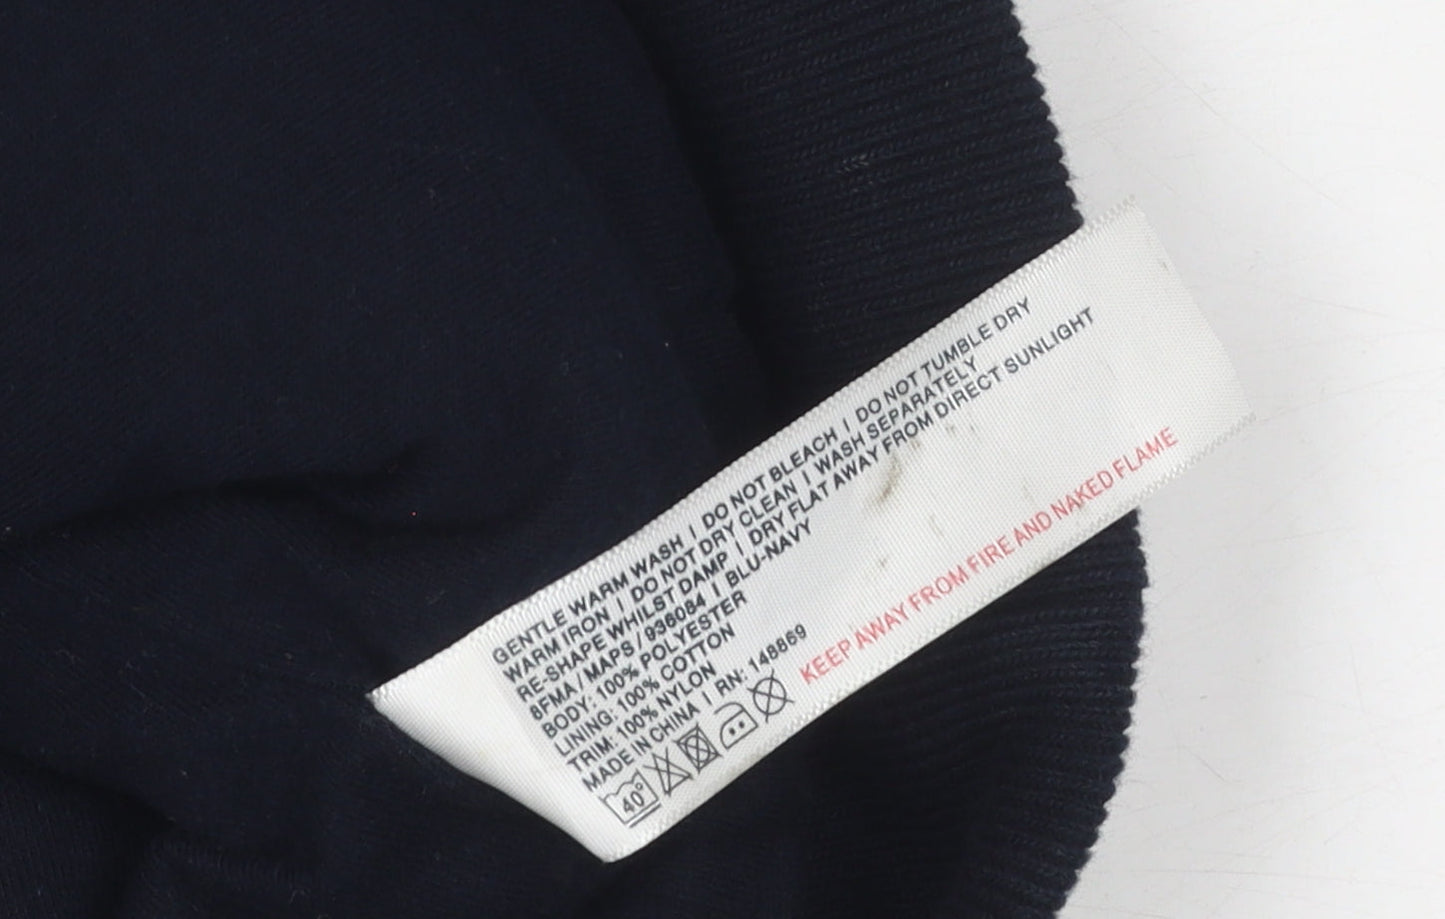 GENTLE WARM WASH | DO NOT BLEACH | DO NOT TUMBLE DRY
WARM IRON | DO NOT DRY CLEAN | WASH SEPARATELY
RE-SHAPE WHILST DAMP | DRY FLAT AWAY FROM DIRECT SUNLIGHT
8FMA / MAPS / 936084 | BLU-NAVY
BODY: 100% POLYESTER
LINING: 100% COTTON
TRIM: 100% NYLON
MADE IN CHINA | RN: 148869
40°
KEEP AWAY FROM FIRE AND NAKED FLAME